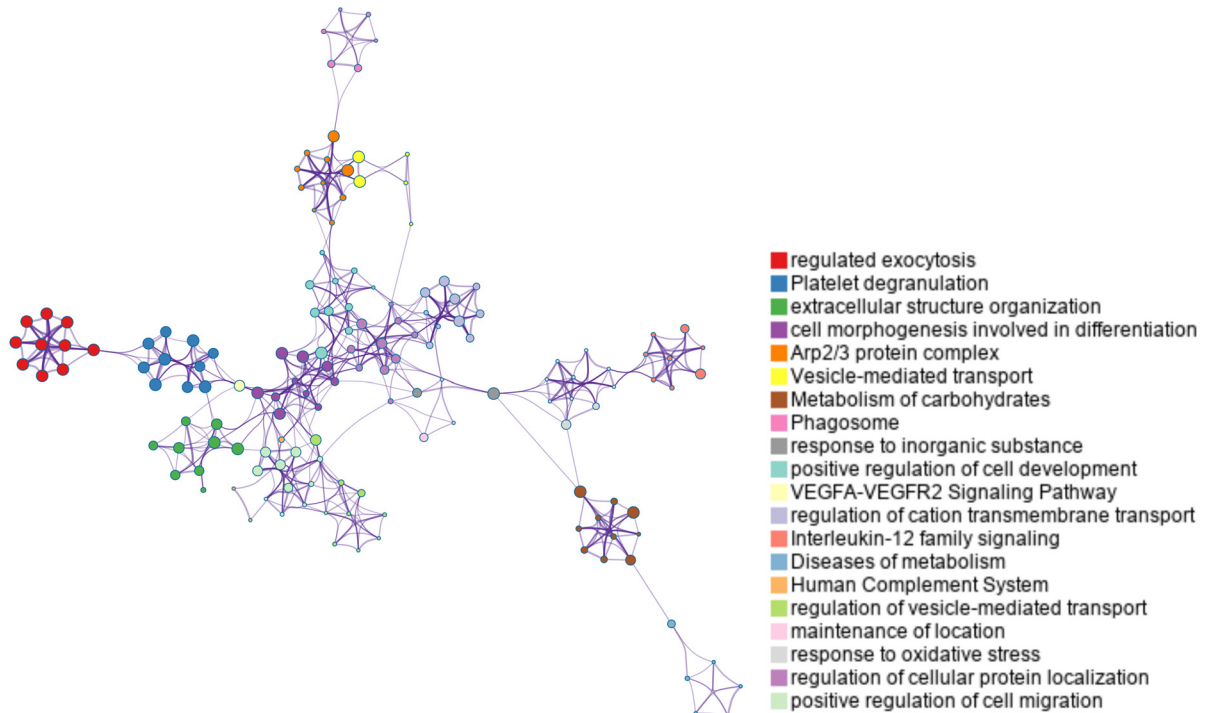 regulated exocytosis
Platelet degranulation
extracellular structure organization
cell morphogenesis involved in differentiation
Arp2/3 protein complex
Vesicle-mediated transport
Metabolism of carbohydrates
Phagosome
response to inorganic substance
positive regulation of cell development
VEGFA-VEGFR2 Signaling Pathway
regulation of cation transmembrane transport
Interleukin-12 family signaling
Diseases of metabolism
Human Complement System
regulation of vesicle-mediated transport
maintenance of location
response to oxidative stress
regulation of cellular protein localization
positive regulation of cell migration